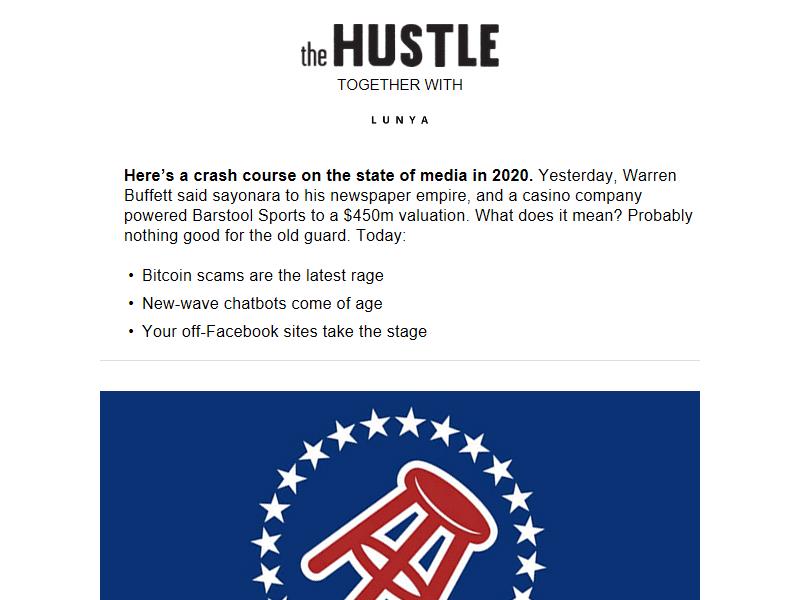 the HUSTLE
TOGETHER WITH
LUNYA
Here’s a crash course on the state of media in 2020. Yesterday, Warren
Buffett said sayonara to his newspaper empire, and a casino company
powered Barstool Sports to a $450m valuation. What does it mean? Probably
nothing good for the old guard. Today:
• Bitcoin scams are the latest rage
• New-wave chatbots come of age
• Your off-Facebook sites take the stage